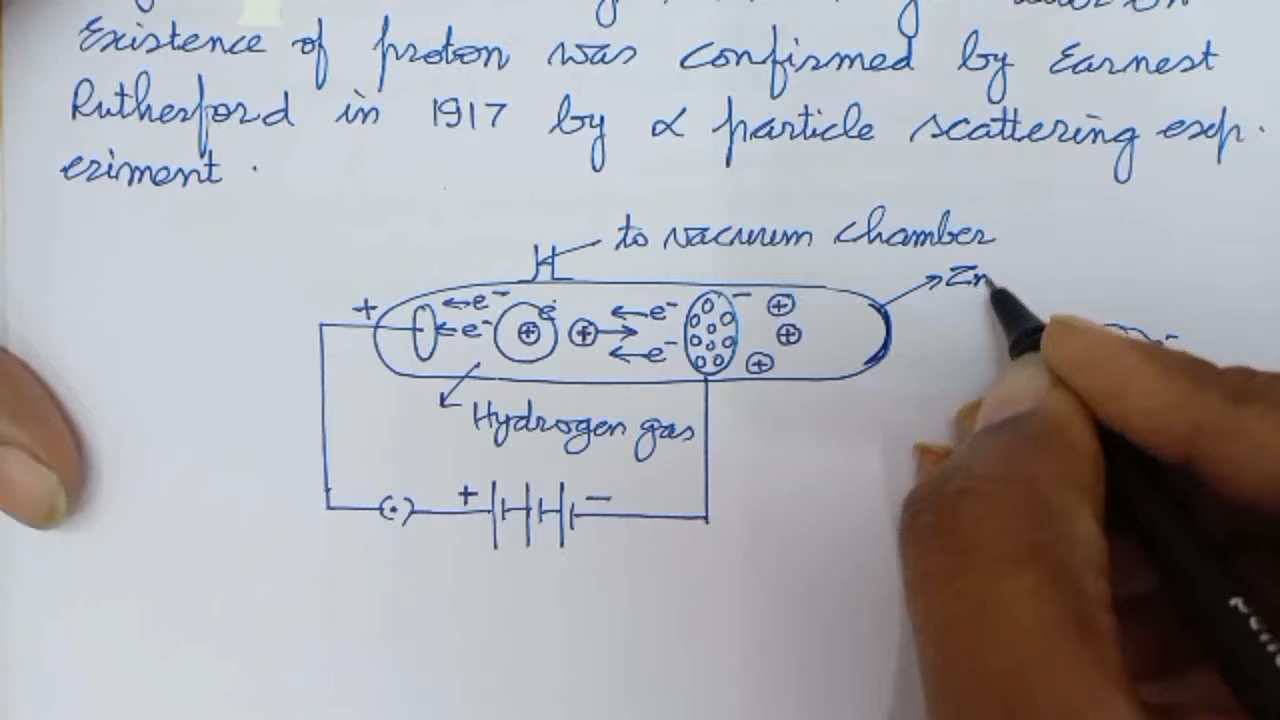 Existence of proton was confirmed by Earnest
Rutherford in 1917 by α particle scattering exp.
eriment.
to vacuum chamber
Zn
+ e⁻ e⁻ − +
e⁻ + + e⁻ +
+
Hydrogen gas
+ −